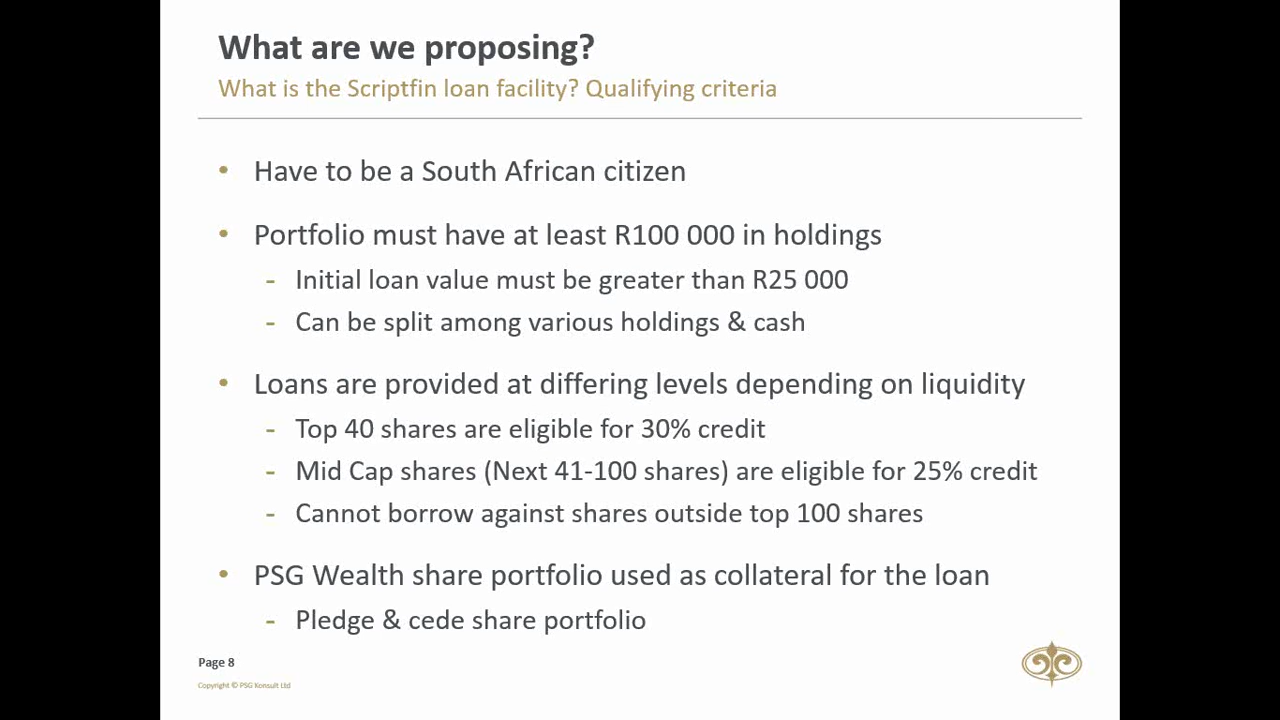 What are we proposing?
What is the Scriptfin loan facility? Qualifying criteria
• Have to be a South African citizen
• Portfolio must have at least R100 000 in holdings
- Initial loan value must be greater than R25 000
- Can be split among various holdings & cash
• Loans are provided at differing levels depending on liquidity
- Top 40 shares are eligible for 30% credit
- Mid Cap shares (Next 41-100 shares) are eligible for 25% credit
- Cannot borrow against shares outside top 100 shares
• PSG Wealth share portfolio used as collateral for the loan
- Pledge & cede share portfolio
Page 8
Copyright © PSG Konsult Ltd